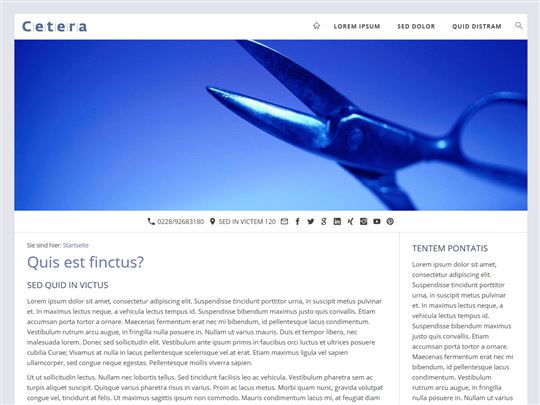 Cetera
LOREM IPSUM SED DOLOR QUID DISTRAM
0228/92683180 SED IN VICTEM 120
Sie sind hier: Startseite
Quis est finctus?
SED QUID IN VICTUS
Lorem ipsum dolor sit amet, consectetur adipiscing elit. Suspendisse tincidunt porttitor urna, in suscipit metus pulvinar
et. In maximus lectus neque, a vehicula lectus tempus sit amet. Suspendisse bibendum maximus justo quis convallis. Etiam
accumsan porta tortor a ornare. Maecenas fermentum erat nec mi bibendum, id pellentesque lacus condimentum.
Vestibulum rutrum arcu augue, in fringilla nulla posuere in. Nullam ut varius mauris. Duis et tempor libero, nec
malesuada lorem. Donec sed sollicitudin elit. Vestibulum ante ipsum primis in faucibus orci luctus et ultrices posuere
cubilia Curae; Vivamus at nulla in lacus pellentesque scelerisque vel at erat. Etiam maximus ligula vel sapien
ullamcorper, sed congue neque egestas. Pellentesque mollis viverra sapien.
Ut ut sollicitudin lectus. Nullam nec lobortis tellus. Sed tincidunt facilisis leo ac vehicula. Vestibulum pharetra sem ac
turpis aliquet suscipit. Quisque varius pharetra risus in varius. Proin ac lacus metus. Morbi quam nunc, gravida volutpat
congue vel, tincidunt at felis. Ut maximus sagittis ipsum non commodo. Curabitur condimentum lacus mi, at feugiat diam
TENTEM PONTATIS
Lorem ipsum dolor sit amet,
consectetur adipiscing elit.
Suspendisse tincidunt porttitor
urna, in suscipit metus pulvinar
et. In maximus lectus neque, a
vehicula lectus tempus sit amet.
Suspendisse bibendum maximus
justo quis convallis. Etiam
accumsan porta tortor a ornare.
Maecenas fermentum erat nec mi
bibendum, id pellentesque lacus
condimentum. Vestibulum
rutrum arcu augue, in fringilla
nulla posuere in. Nullam ut varius